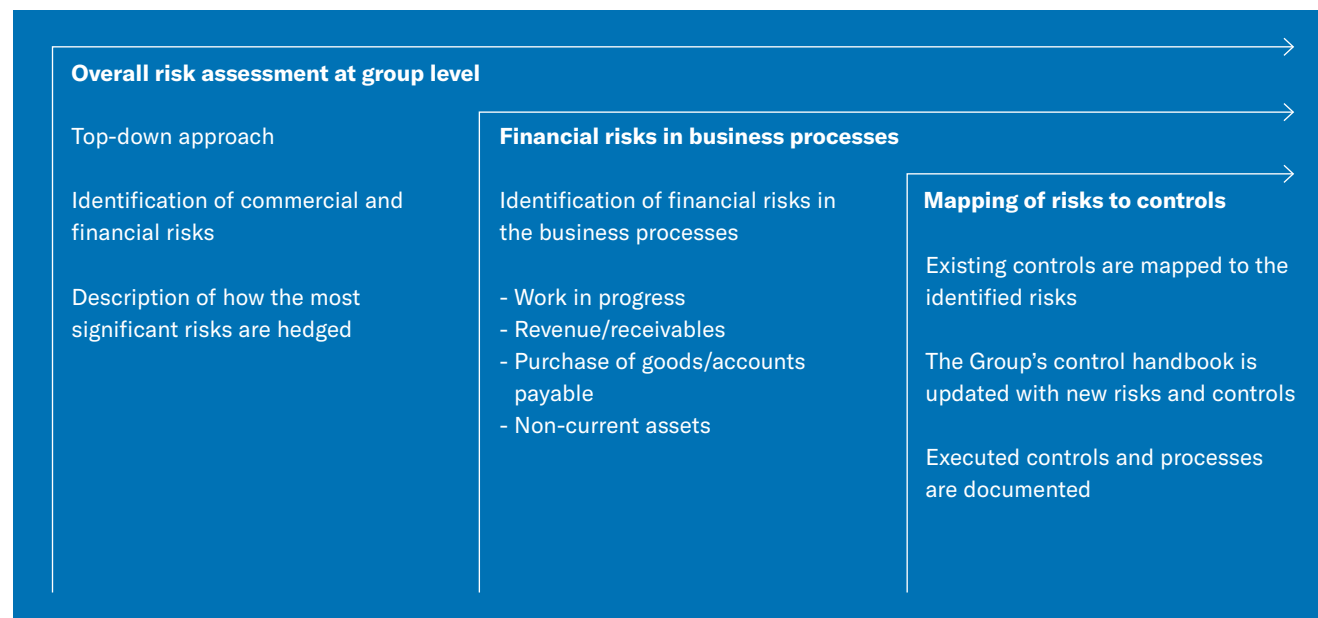 Overall risk assessment at group level
Top-down approach
Identification of commercial and
financial risks
Description of how the most
significant risks are hedged
Financial risks in business processes
Identification of financial risks in
the business processes
- Work in progress
- Revenue/receivables
- Purchase of goods/accounts
payable
- Non-current assets
Mapping of risks to controls
Existing controls are mapped to the
identified risks
The Group’s control handbook is
updated with new risks and controls
Executed controls and processes
are documented